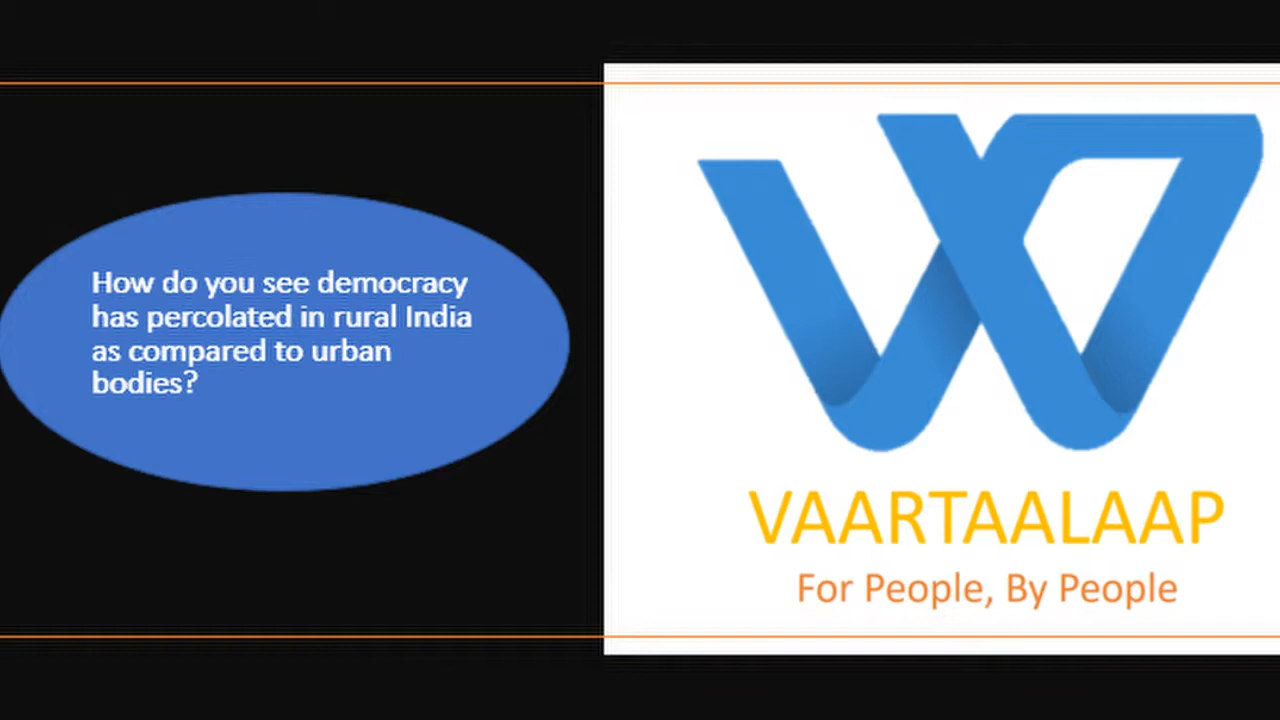 How do you see democracy
has percolated in rural India
as compared to urban
bodies?
VAARTAALAAP
For People, By People